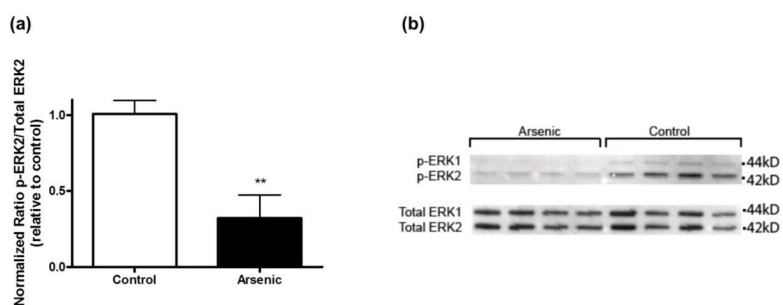 (a)
Normalized Ratio p-ERK2/Total ERK2
(relative to control)
1.0
0.5
0.0
**
Control Arsenic
(b)
Arsenic Control
p-ERK1 44kD
p-ERK2 42kD
Total ERK1 44kD
Total ERK2 42kD